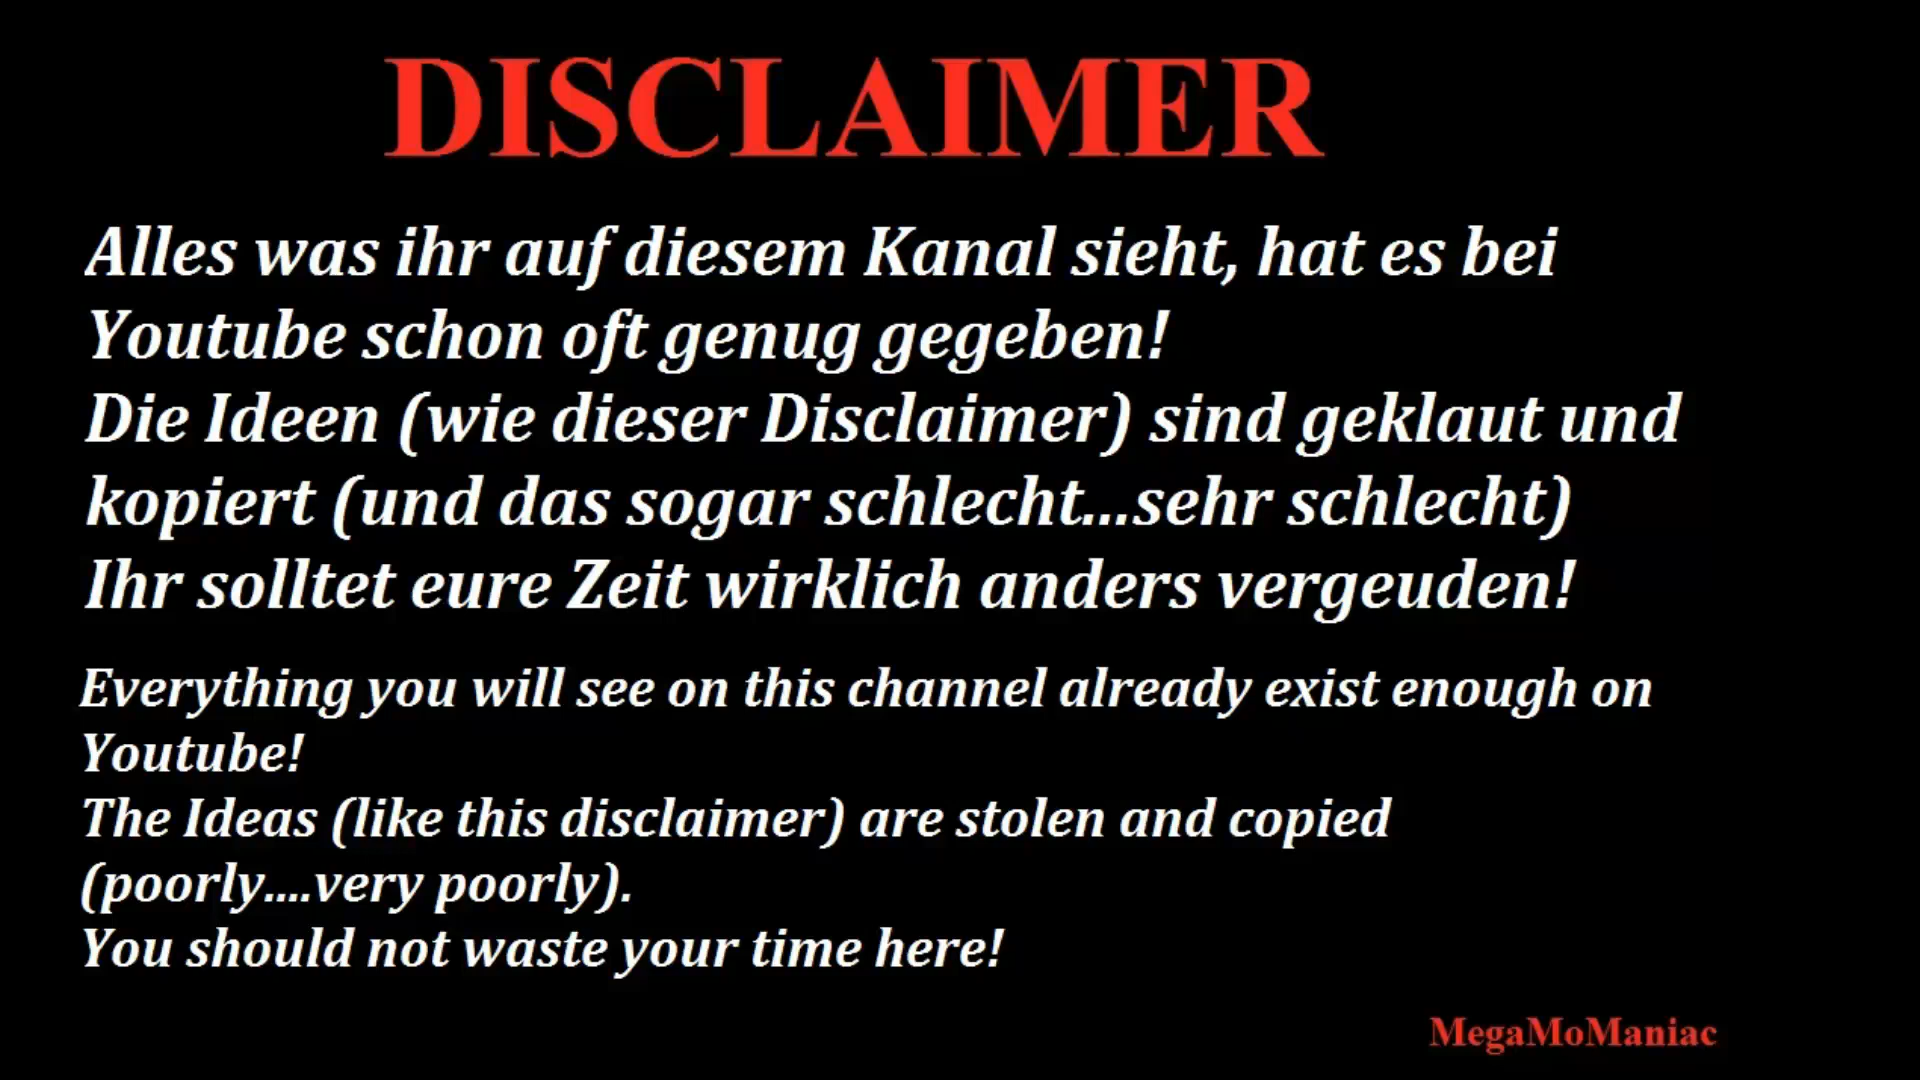 DISCLAIMER
Alles was ihr auf diesem Kanal sieht, hat es bei
Youtube schon oft genug gegeben!
Die Ideen (wie dieser Disclaimer) sind geklaut und
kopiert (und das sogar schlecht...sehr schlecht)
Ihr solltet eure Zeit wirklich anders vergeuden!
Everything you will see on this channel already exist enough on
Youtube!
The Ideas (like this disclaimer) are stolen and copied
(poorly....very poorly).
You should not waste your time here!
MegaMoManiac